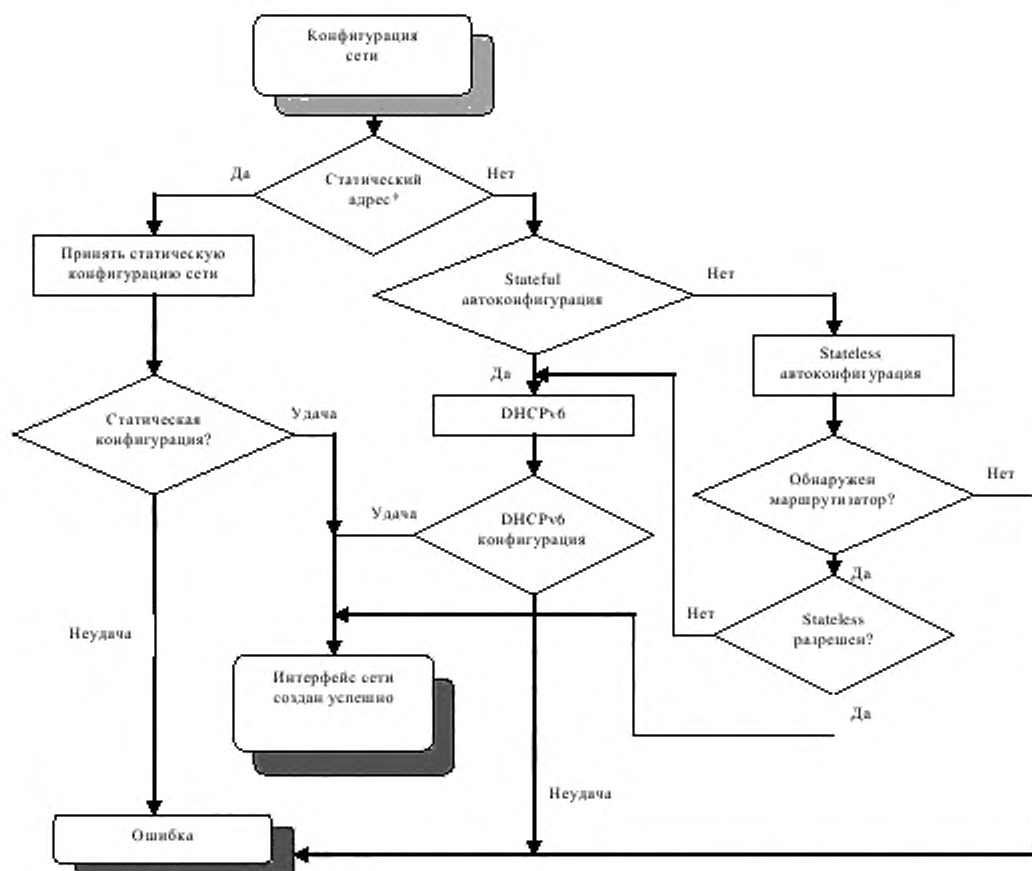 Конфигурация
сети
Да
Статический
адрес*
Нет
Принять статическую
конфигурацию сети
Stateful
автоконфигурация
Нет
Stateless
автоконфигурация
Да
DHCPv6
Статическая
конфигурация?
Удача
Обнаружен
маршрутизатор?
Нет
Удача
DHCPv6
конфигурация
Да
Нет
Stateless
разрешен?
Неудача
Интерфейс сети
создан успешно
Да
Неудача
Ошибка